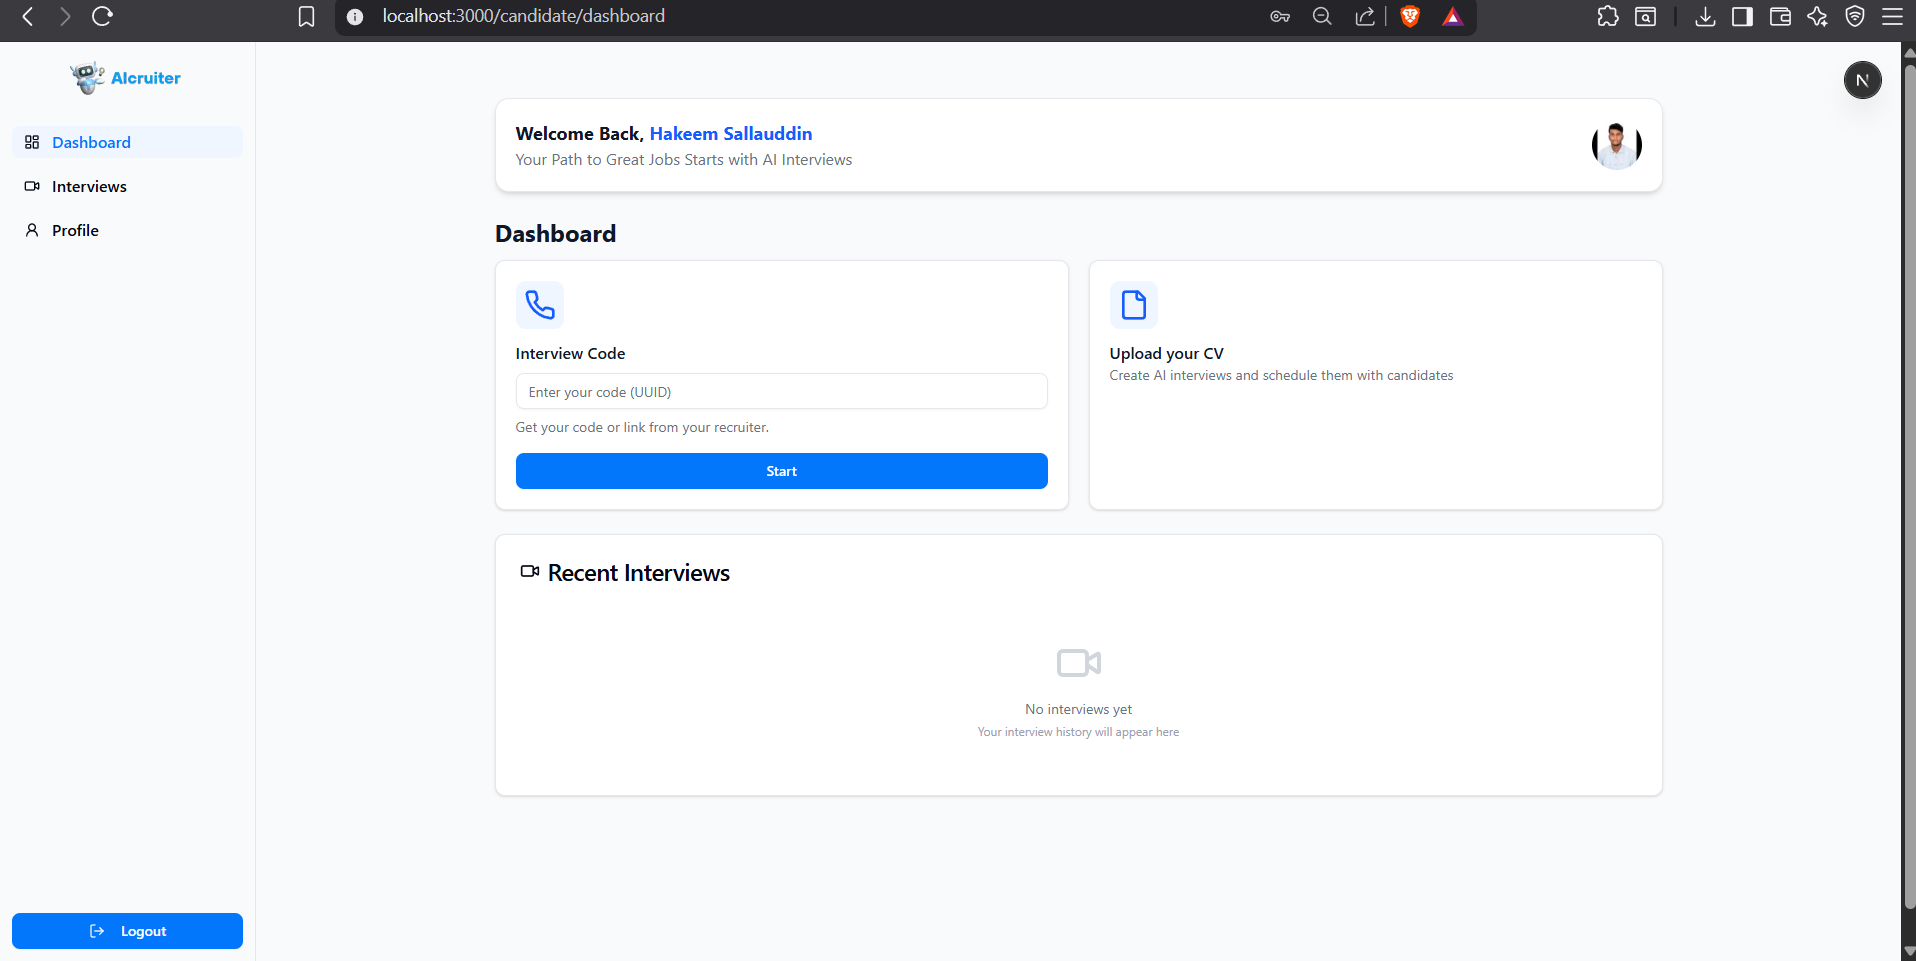 localhost:3000/candidate/dashboard
AIcruiter
N
Dashboard
Interviews
Profile
Welcome Back, Hakeem Sallauddin
Your Path to Great Jobs Starts with AI Interviews
Dashboard
Interview Code
Enter your code (UUID)
Get your code or link from your recruiter.
Start
Upload your CV
Create AI interviews and schedule them with candidates
Recent Interviews
No interviews yet
Your interview history will appear here
Logout